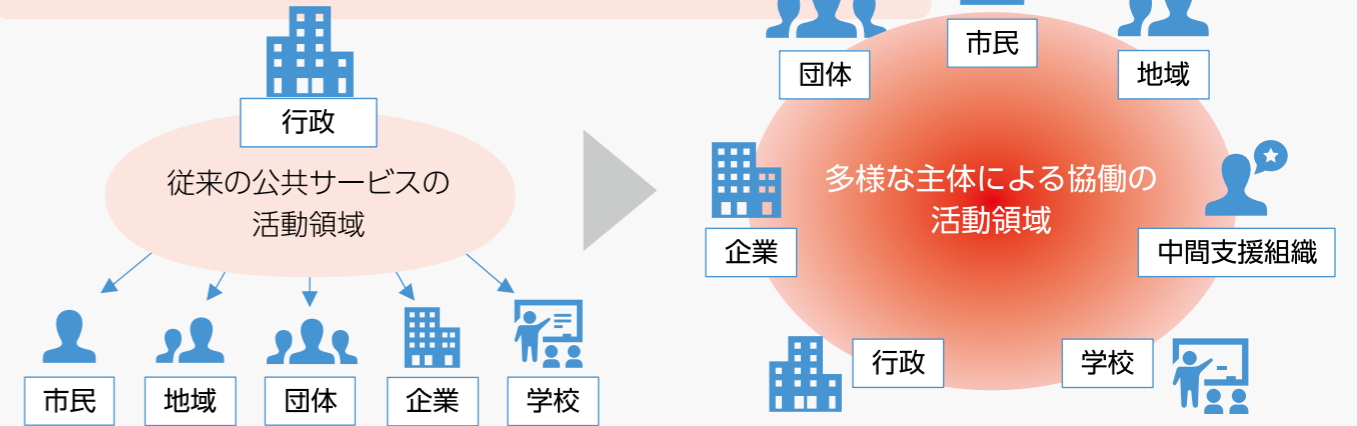 行政
従来の公共サービスの
活動領域
市民
地域
団体
企業
学校
市民
団体
地域
多様な主体による協働の
活動領域
企業
中間支援組織
行政
学校